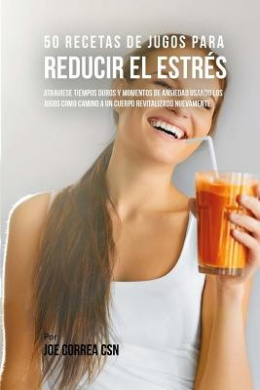 50 RECETAS DE JUGOS PARA
REDUCIR EL ESTRÉS
ATRAVIESE TIEMPOS DUROS Y MOMENTOS DE ANSIEDAD USANDO LOS
JUGOS COMO CAMINO A UN CUERPO REVITALIZADO NUEVAMENTE
Por
JOE CORREA CSN